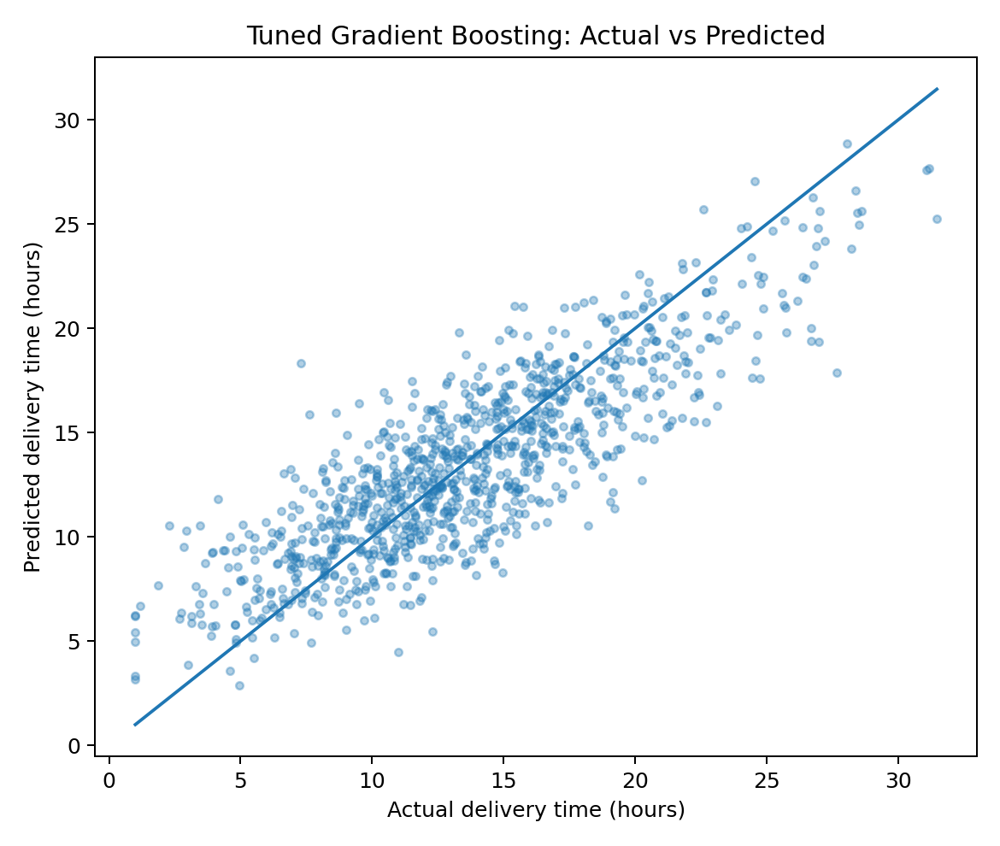 Tuned Gradient Boosting: Actual vs Predicted
Predicted delivery time (hours)
30
25
20
15
10
5
0
0 5 10 15 20 25 30
Actual delivery time (hours)